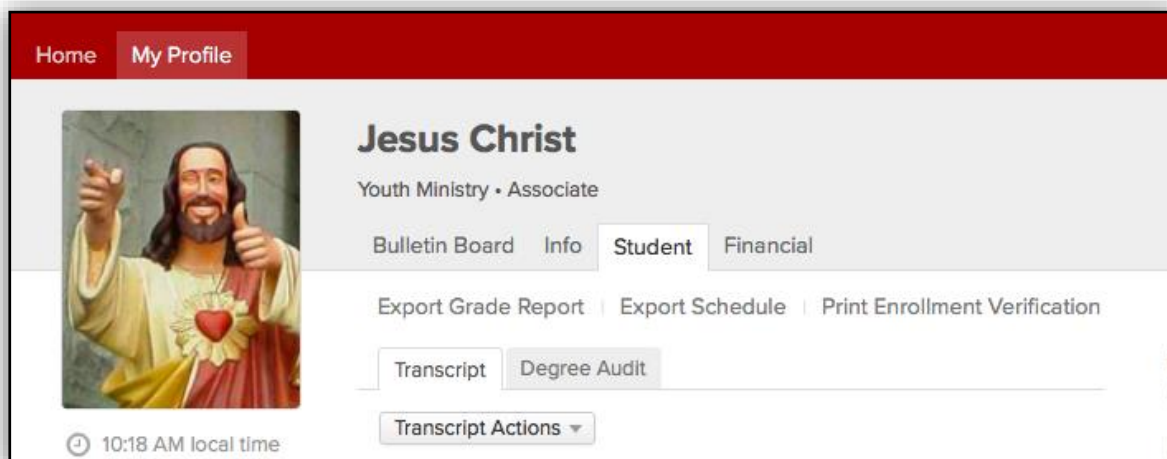 Home My Profile
Jesus Christ
Youth Ministry • Associate
Bulletin Board Info Student Financial
Export Grade Report Export Schedule Print Enrollment Verification
Transcript Degree Audit
Transcript Actions
10:18 AM local time